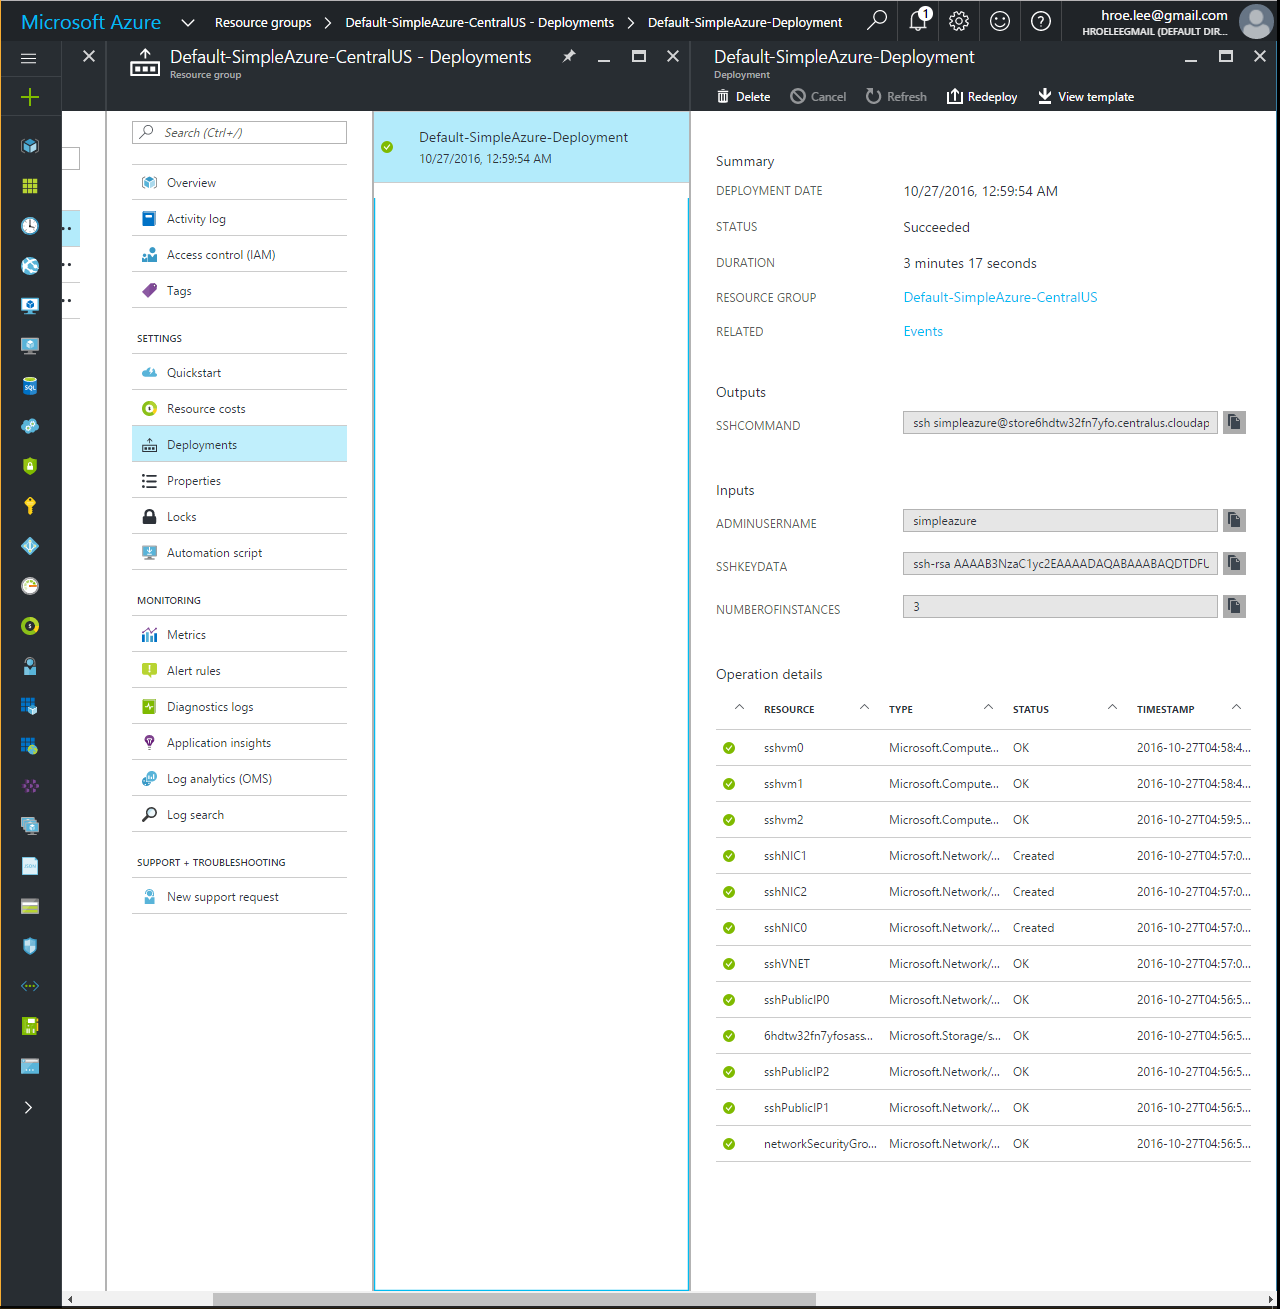 Microsoft Azure
Resource groups
Default-SimpleAzure-CentralUS - Deployments
Default-SimpleAzure-Deployment
1
hroe.lee@gmail.com
HROELEEGMAIL (DEFAULT DIR...
Default-SimpleAzure-CentralUS - Deployments
Resource group
Search (Ctrl+/)
Overview
Activity log
Access control (IAM)
Tags
SETTINGS
Quickstart
Resource costs
Deployments
Properties
Locks
Automation script
MONITORING
Metrics
Alert rules
Diagnostics logs
Application insights
Log analytics (OMS)
Log search
SUPPORT + TROUBLESHOOTING
New support request
Default-SimpleAzure-Deployment
10/27/2016, 12:59:54 AM
Default-SimpleAzure-Deployment
Deployment
Delete Cancel Refresh Redeploy View template
Summary
DEPLOYMENT DATE 10/27/2016, 12:59:54 AM
STATUS Succeeded
DURATION 3 minutes 17 seconds
RESOURCE GROUP Default-SimpleAzure-CentralUS
RELATED Events
Outputs
SSHCOMMAND ssh simpleazure@store6hdtw32fn7yfo.centralus.cloudap
Inputs
ADMINUSERNAME simpleazure
SSHKEYDATA ssh-rsa AAAAB3NzaC1yc2EAAAADAQABAAABAQDTDFU
NUMBEROFINSTANCES 3
Operation details
RESOURCE TYPE STATUS TIMESTAMP
sshvm0 Microsoft.Compute... OK 2016-10-27T04:58:4...
sshvm1 Microsoft.Compute... OK 2016-10-27T04:58:4...
sshvm2 Microsoft.Compute... OK 2016-10-27T04:59:5...
sshNIC1 Microsoft.Network/... Created 2016-10-27T04:57:0...
sshNIC2 Microsoft.Network/... Created 2016-10-27T04:57:0...
sshNIC0 Microsoft.Network/... Created 2016-10-27T04:57:0...
sshVNET Microsoft.Network/... OK 2016-10-27T04:57:0...
sshPublicIP0 Microsoft.Network/... OK 2016-10-27T04:56:5...
6hdtw32fn7yfosass... Microsoft.Storage/s... OK 2016-10-27T04:56:5...
sshPublicIP2 Microsoft.Network/... OK 2016-10-27T04:56:5...
sshPublicIP1 Microsoft.Network/... OK 2016-10-27T04:56:5...
networkSecurityGro... Microsoft.Network/... OK 2016-10-27T04:56:5...